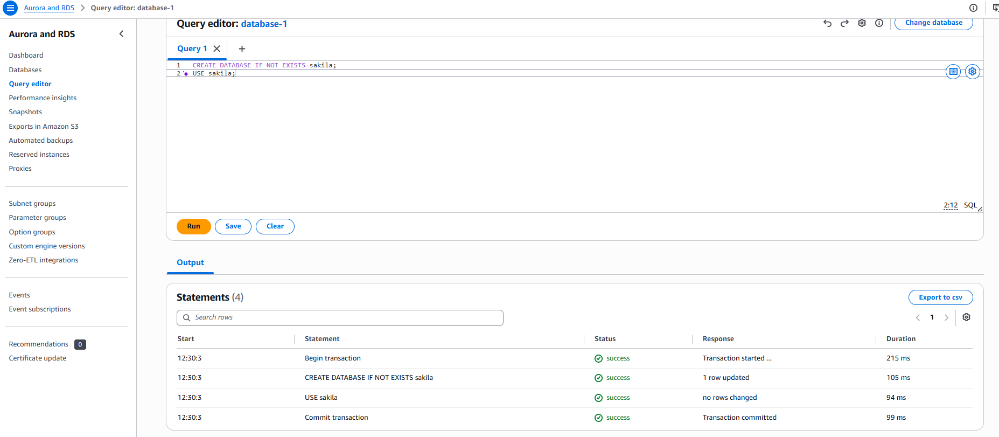 Aurora and RDS > Query editor: database-1
Aurora and RDS
Dashboard
Databases
Query editor
Performance insights
Snapshots
Exports in Amazon S3
Automated backups
Reserved instances
Proxies
Subnet groups
Parameter groups
Option groups
Custom engine versions
Zero-ETL integrations
Events
Event subscriptions
Recommendations 0
Certificate update
Query editor: database-1
Change database
Query 1
1 CREATE DATABASE IF NOT EXISTS sakila;
2 USE sakila;
2:12 SQL
Run Save Clear
Output
Statements (4)
Export to csv
Search rows
1
Start Statement Status Response Duration
12:30:3 Begin transaction success Transaction started ... 215 ms
12:30:3 CREATE DATABASE IF NOT EXISTS sakila success 1 row updated 105 ms
12:30:3 USE sakila success no rows changed 94 ms
12:30:3 Commit transaction success Transaction committed 99 ms